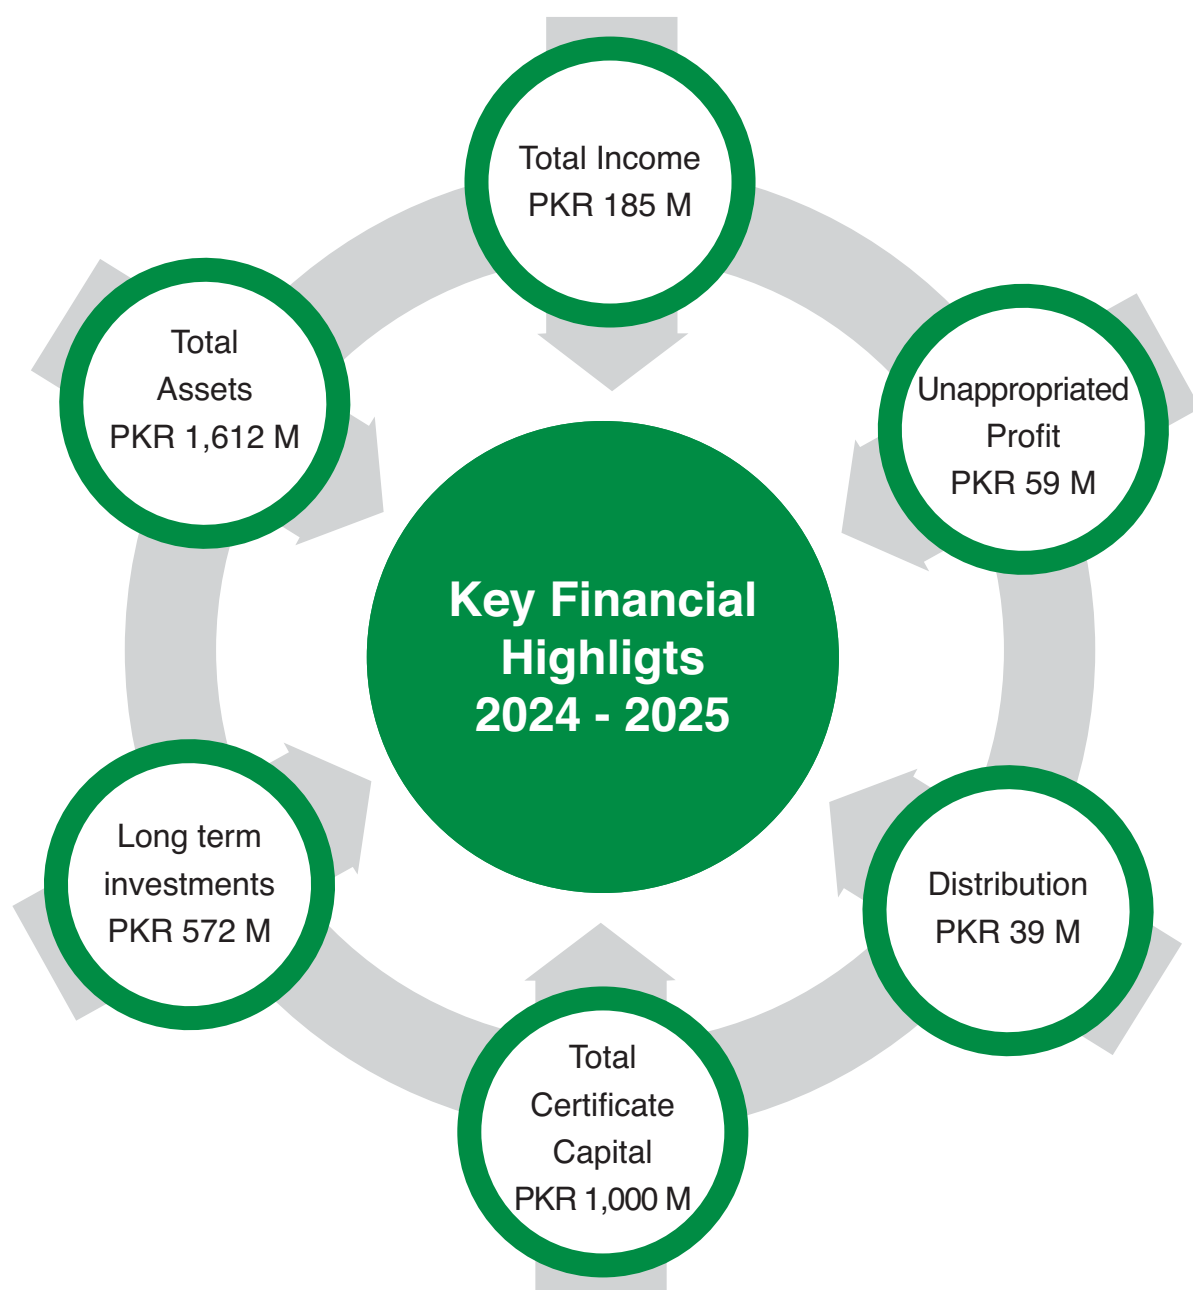 Total Income
PKR 185 M
Unappropriated
Profit
PKR 59 M
Distribution
PKR 39 M
Total
Certificate
Capital
PKR 1,000 M
Long term
investments
PKR 572 M
Total
Assets
PKR 1,612 M
Key Financial
Highligts
2024 - 2025